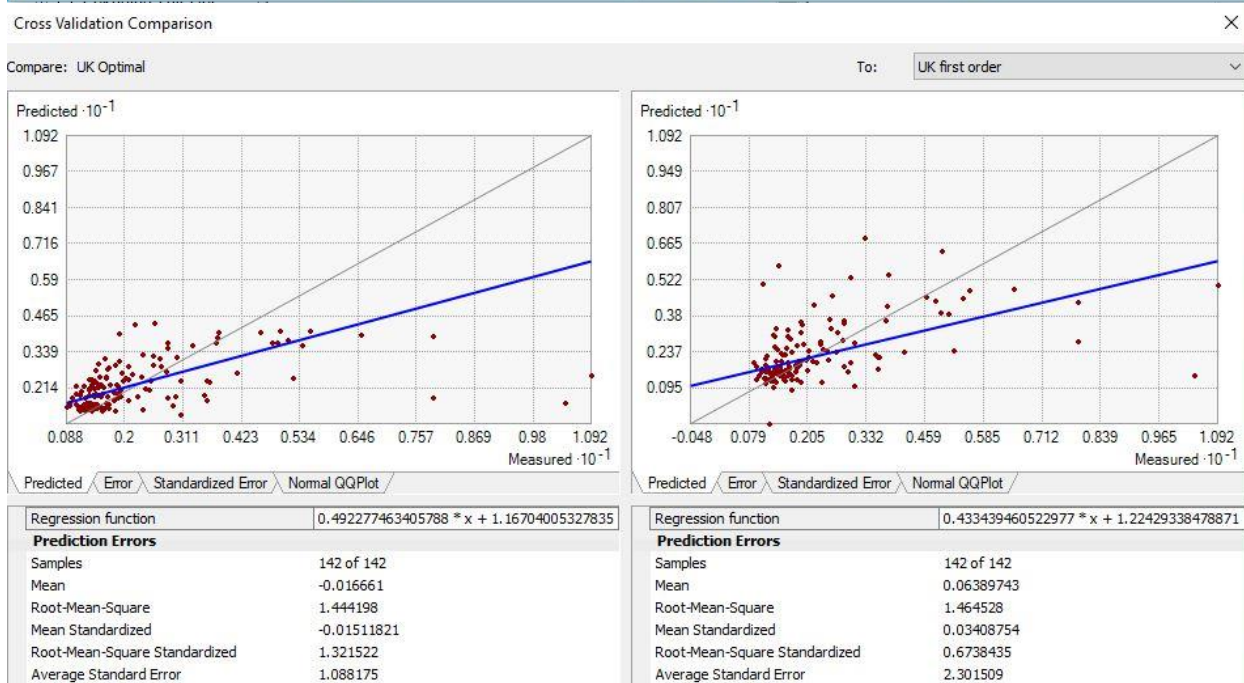 Cross Validation Comparison
Compare: UK Optimal To: UK first order
Predicted ·10⁻¹
1.092
0.967
0.841
0.716
0.59
0.465
0.339
0.214
0.088 0.2 0.311 0.423 0.534 0.646 0.757 0.869 0.98 1.092
Measured ·10⁻¹
Predicted Error Standardized Error Normal QQPlot
Regression function 0.492277463405788 * x + 1.16704005327835
Prediction Errors
Samples 142 of 142
Mean -0.016661
Root-Mean-Square 1.444198
Mean Standardized -0.01511821
Root-Mean-Square Standardized 1.321522
Average Standard Error 1.088175
Predicted ·10⁻¹
1.092
0.949
0.807
0.665
0.522
0.38
0.237
0.095
-0.048 0.079 0.205 0.332 0.459 0.585 0.712 0.839 0.965 1.092
Measured ·10⁻¹
Predicted Error Standardized Error Normal QQPlot
Regression function 0.433439460522977 * x + 1.22429338478871
Prediction Errors
Samples 142 of 142
Mean 0.06389743
Root-Mean-Square 1.464528
Mean Standardized 0.03408754
Root-Mean-Square Standardized 0.6738435
Average Standard Error 2.301509